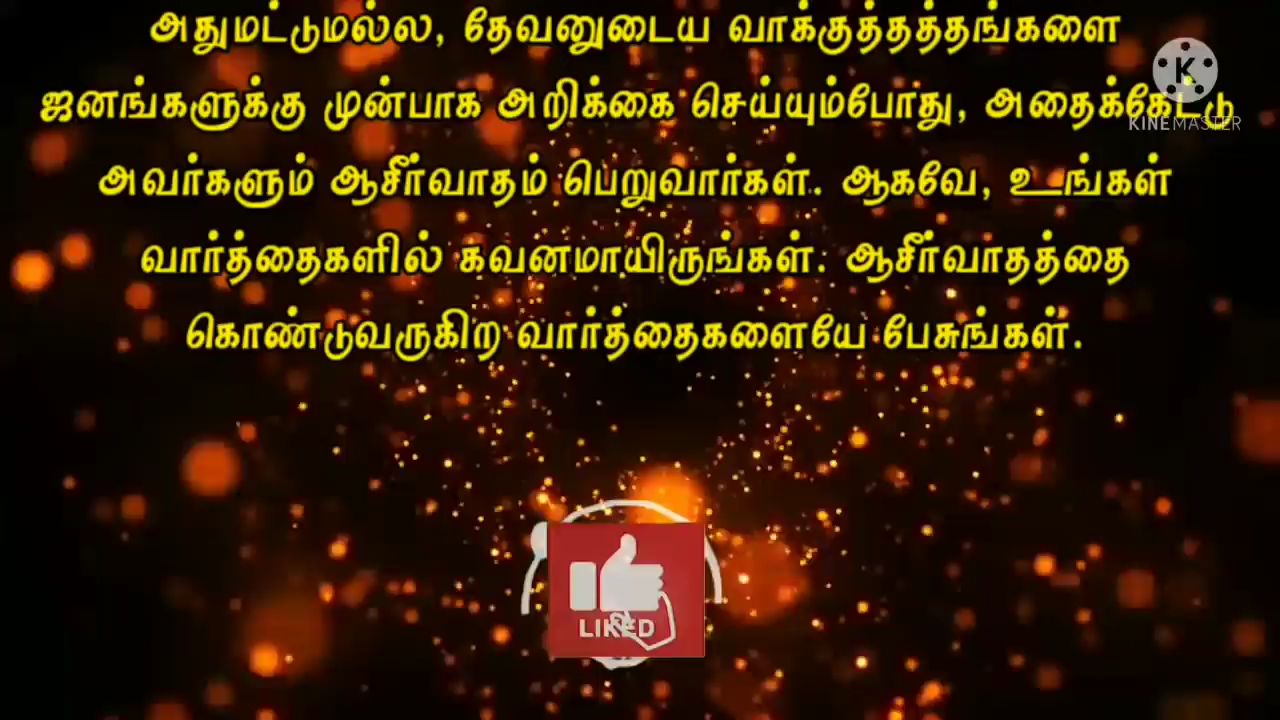 அதுமட்டுமல்ல, தேவனுடைய வாக்குத்தத்தங்களை
ஜனங்களுக்கு முன்பாக அறிக்கை செய்யும்போது, அதைக்கேட்டு
அவர்களும் ஆசீர்வாதம் பெறுவார்கள். ஆகவே, உங்கள்
வார்த்தைகளில் கவனமாயிருங்கள். ஆசீர்வாதத்தை
கொண்டுவருகிற வார்த்தைகளையே பேசுங்கள்.
K
KINEMASTER
LIKED